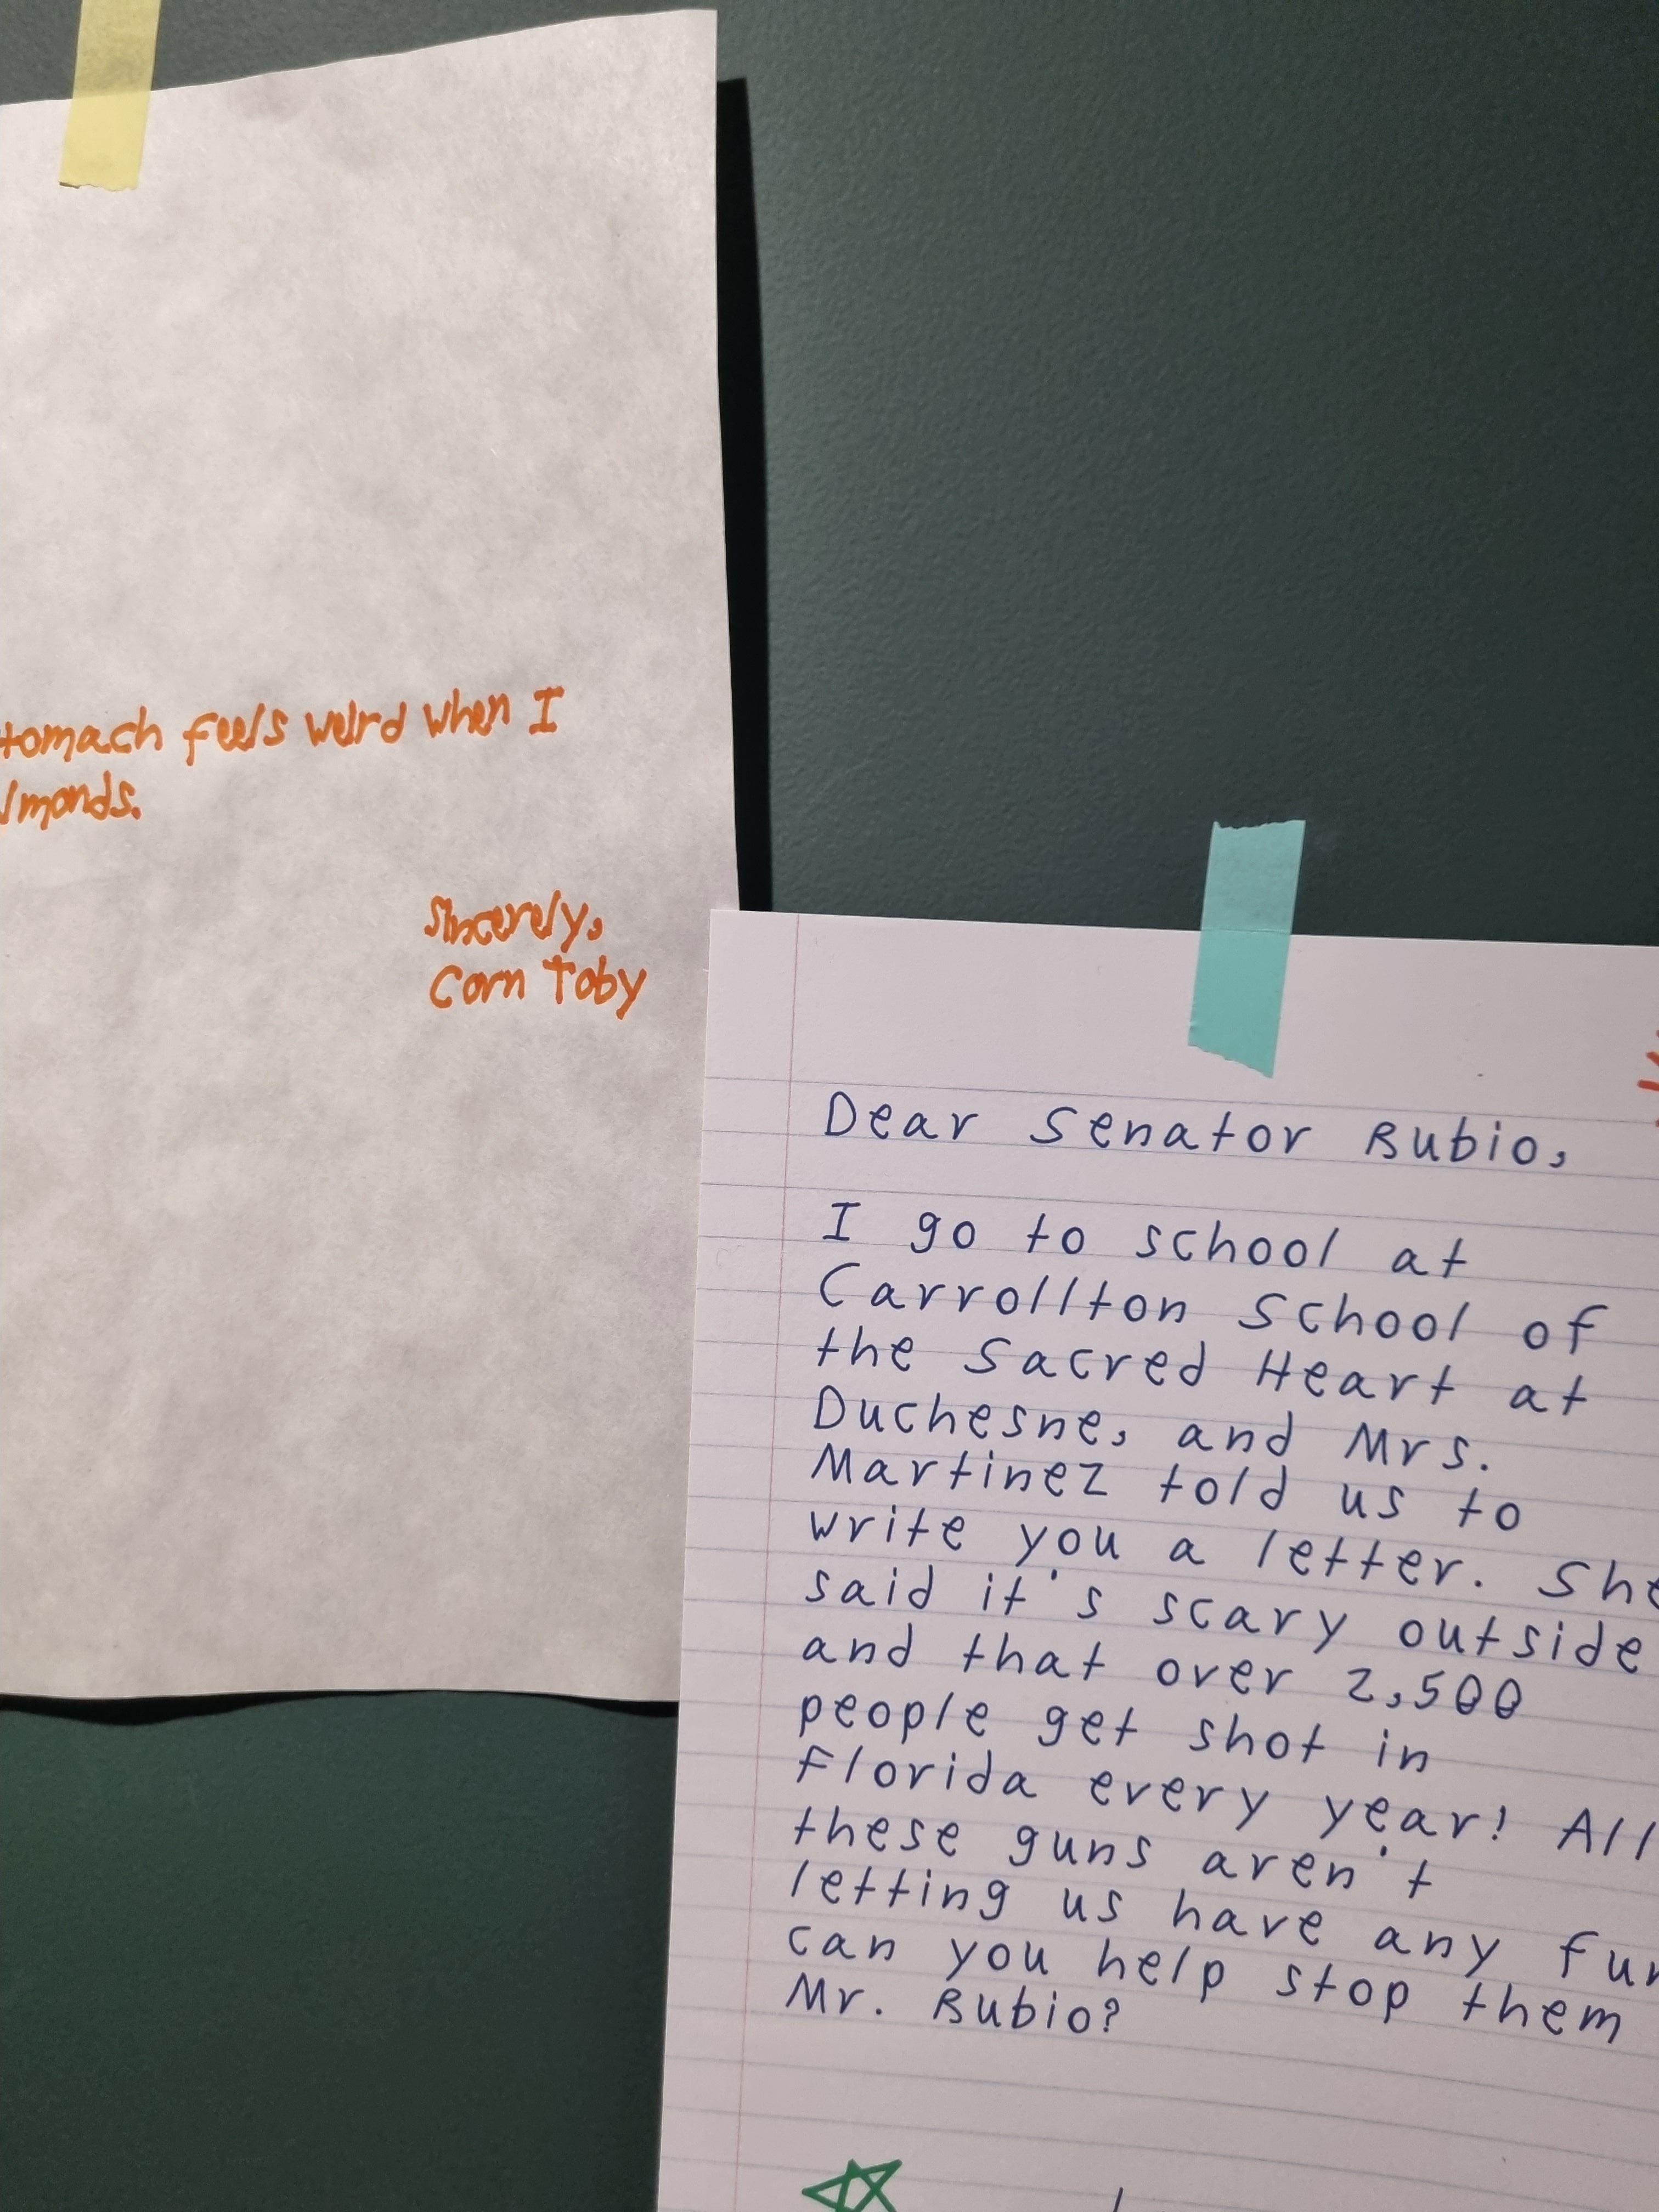 tomach feels weird when I
lmonds.
Sincerely,
Corn Toby
Dear Senator Rubio,
I go to school at
Carrollton School of
the Sacred Heart at
Duchesne, and Mrs.
Martinez told us to
write you a letter. She
said it's scary outside
and that over 2,500
people get shot in
Florida every year! All
these guns aren't
letting us have any fun
can you help stop them
Mr. Rubio?